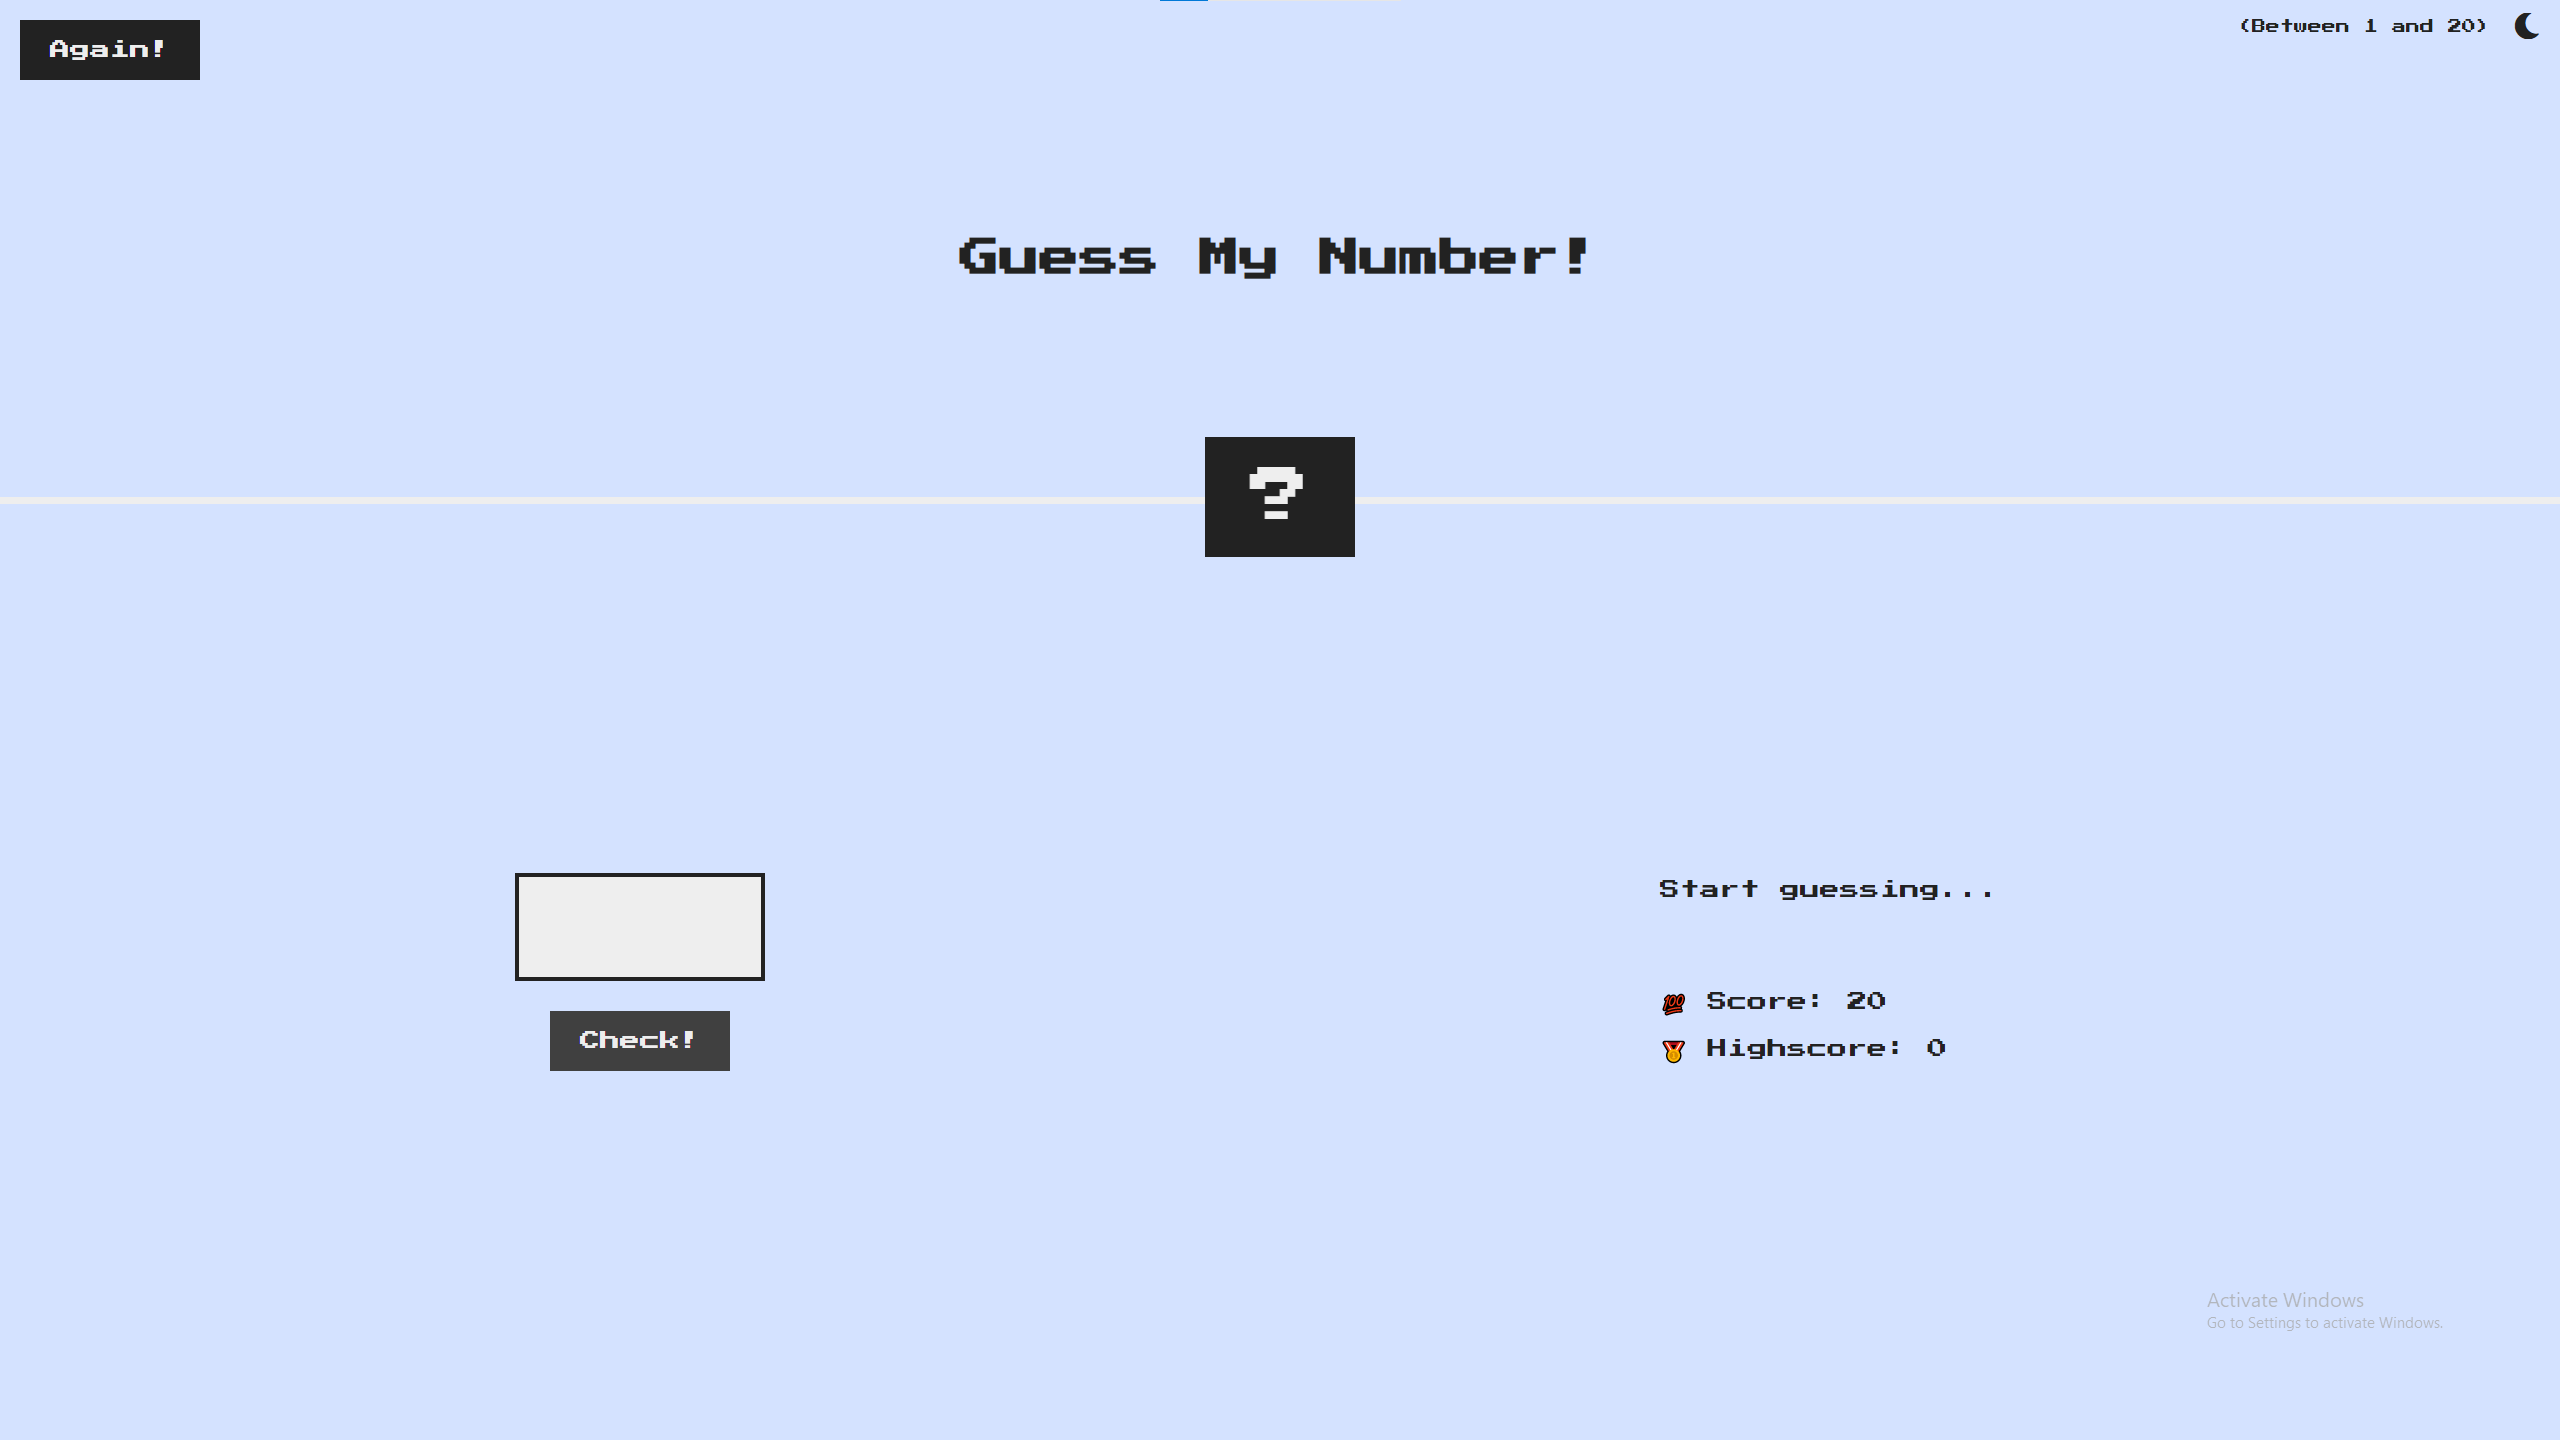 Again!
(Between 1 and 20)
Guess My Number!
?
Start guessing...
💯 Score: 20
🥇 Highscore: 0
Check!
Activate Windows
Go to Settings to activate Windows.